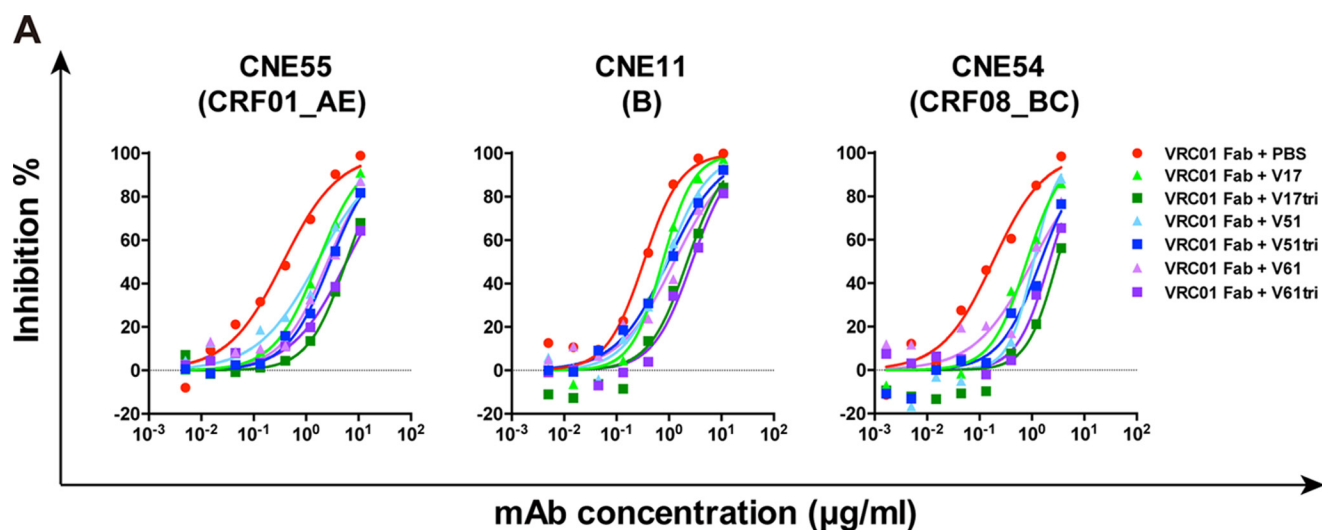 A
CNE55
(CRF01_AE)
CNE11
(B)
CNE54
(CRF08_BC)
Inhibition %
100
80
60
40
20
0
-20
10-3 10-2 10-1 100 101 102
100
80
60
40
20
0
-20
10-3 10-2 10-1 100 101 102
100
80
60
40
20
0
-20
10-3 10-2 10-1 100 101 102
VRC01 Fab + PBS
VRC01 Fab + V17
VRC01 Fab + V17tri
VRC01 Fab + V51
VRC01 Fab + V51tri
VRC01 Fab + V61
VRC01 Fab + V61tri
mAb concentration (µg/ml)